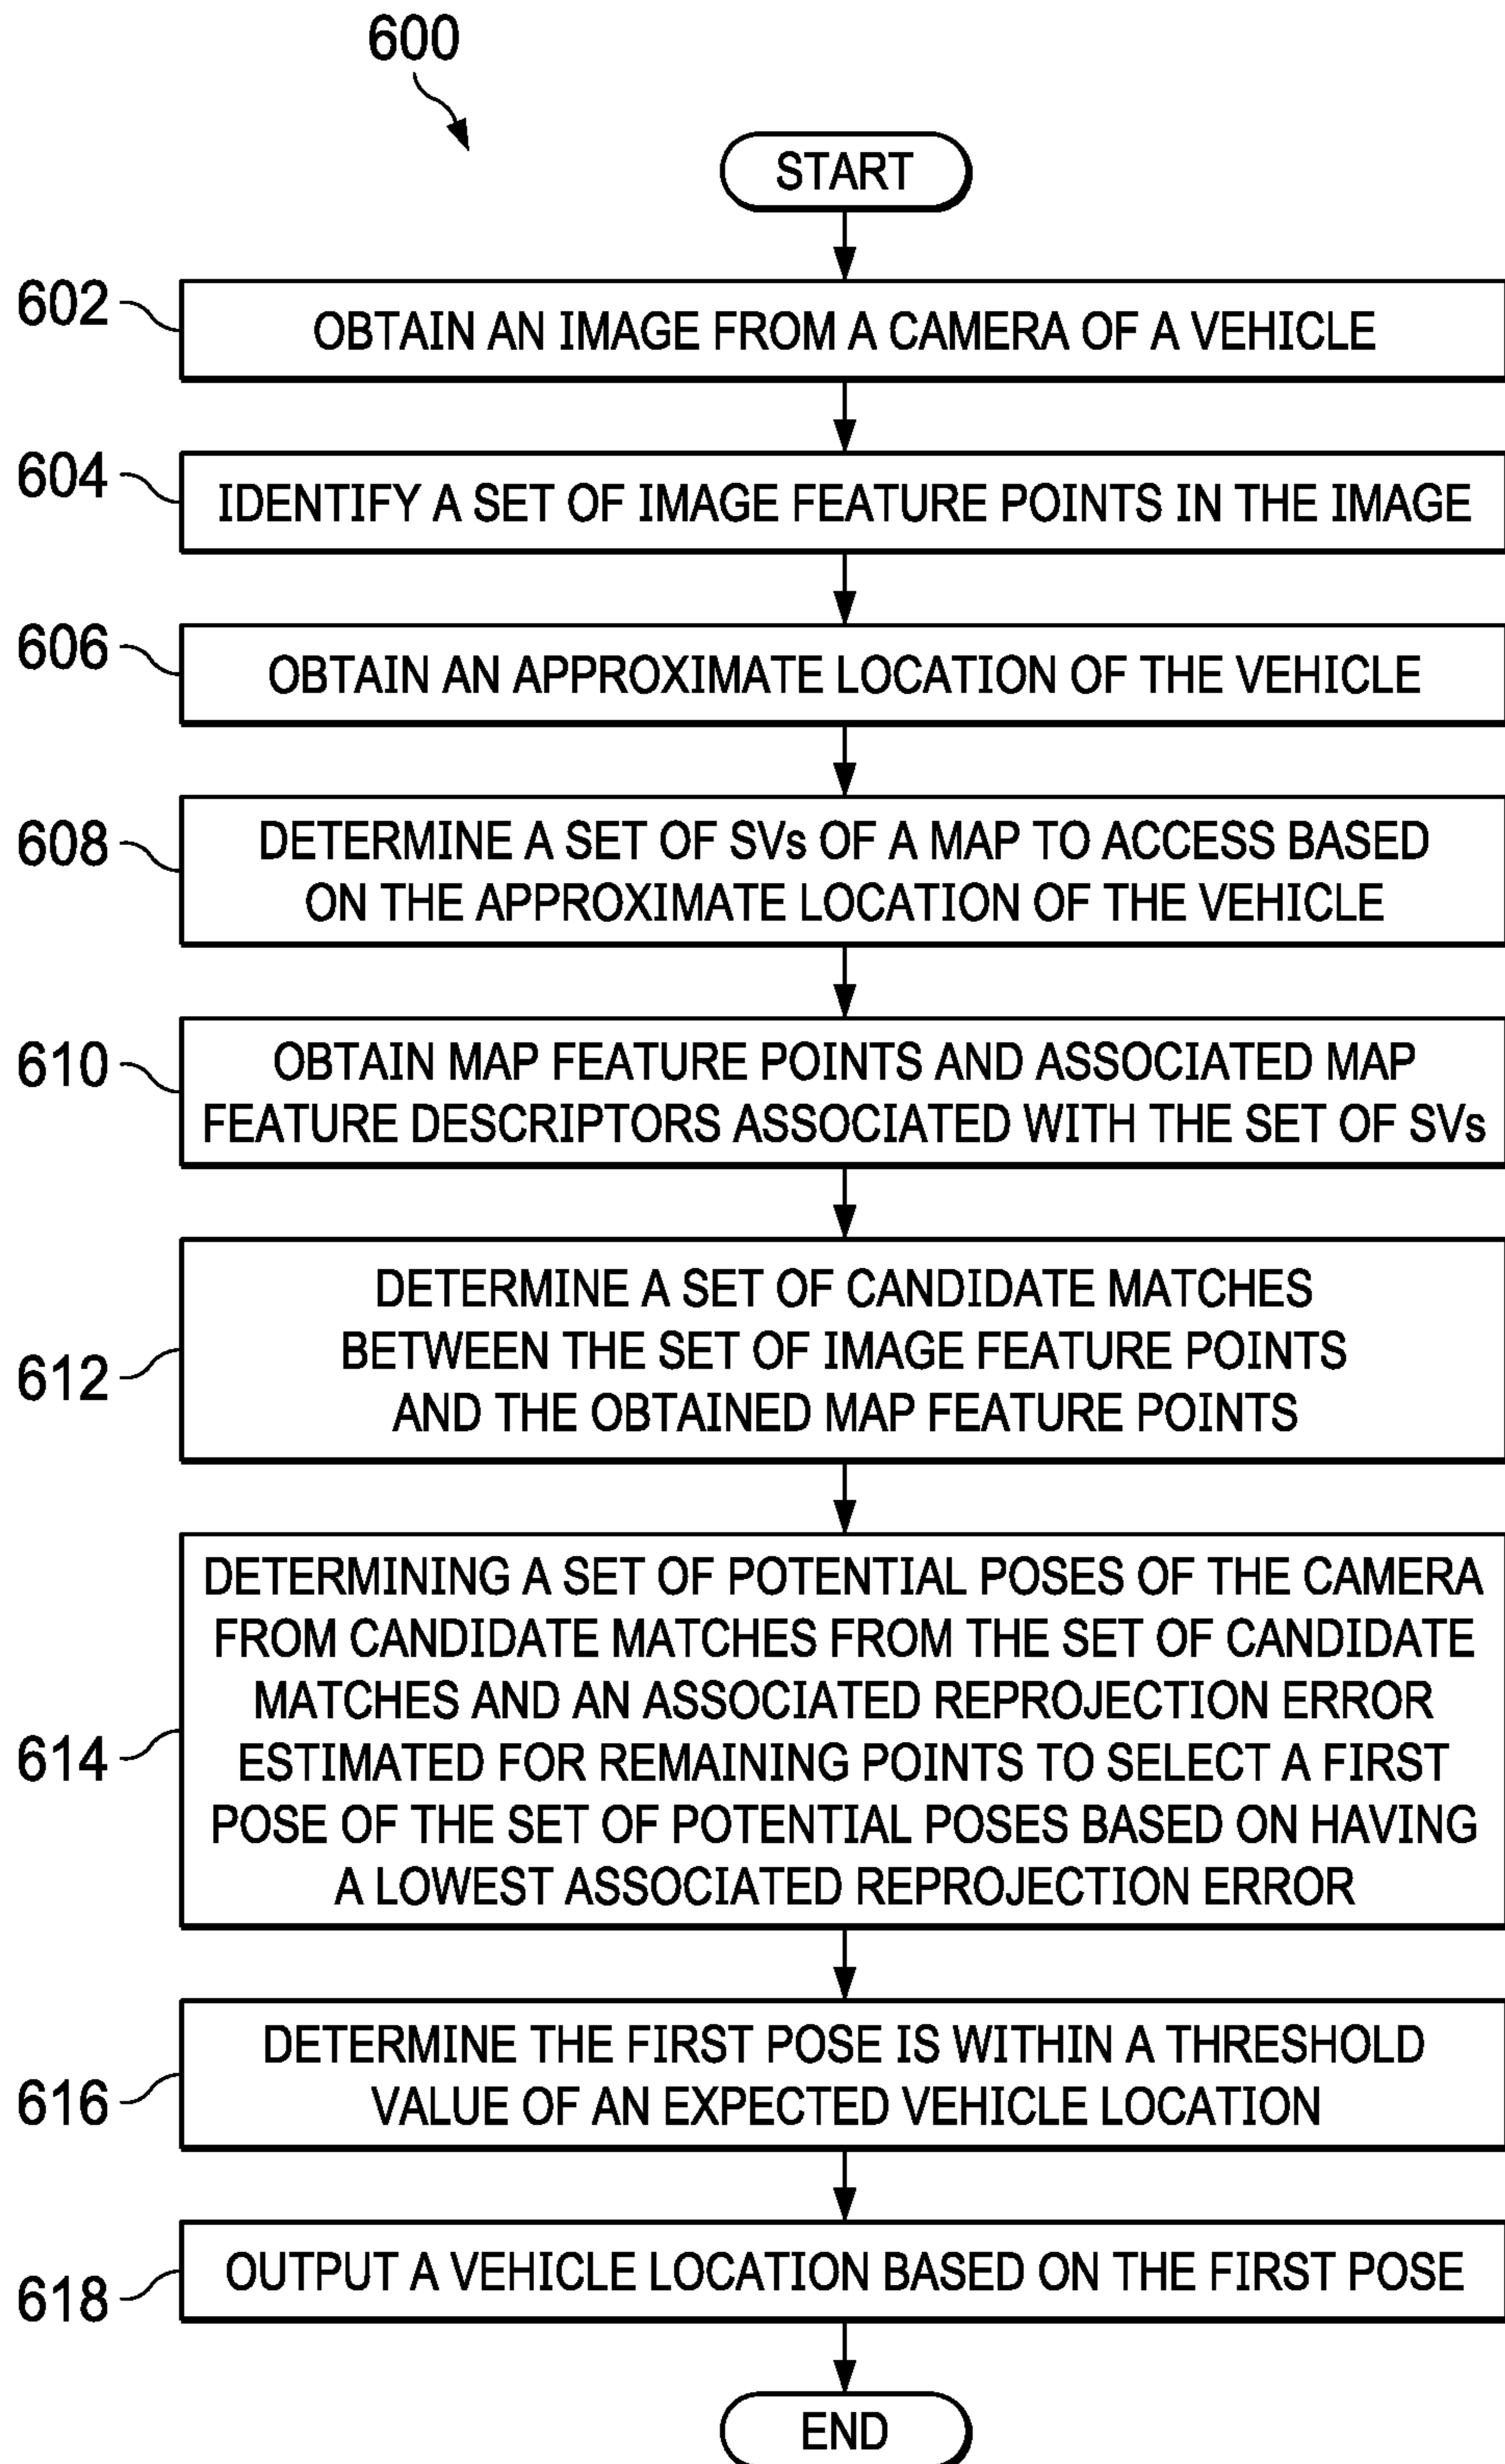 600
START
602
OBTAIN AN IMAGE FROM A CAMERA OF A VEHICLE
604
IDENTIFY A SET OF IMAGE FEATURE POINTS IN THE IMAGE
606
OBTAIN AN APPROXIMATE LOCATION OF THE VEHICLE
608
DETERMINE A SET OF SVs OF A MAP TO ACCESS BASED
ON THE APPROXIMATE LOCATION OF THE VEHICLE
610
OBTAIN MAP FEATURE POINTS AND ASSOCIATED MAP
FEATURE DESCRIPTORS ASSOCIATED WITH THE SET OF SVs
612
DETERMINE A SET OF CANDIDATE MATCHES
BETWEEN THE SET OF IMAGE FEATURE POINTS
AND THE OBTAINED MAP FEATURE POINTS
614
DETERMINING A SET OF POTENTIAL POSES OF THE CAMERA
FROM CANDIDATE MATCHES FROM THE SET OF CANDIDATE
MATCHES AND AN ASSOCIATED REPROJECTION ERROR
ESTIMATED FOR REMAINING POINTS TO SELECT A FIRST
POSE OF THE SET OF POTENTIAL POSES BASED ON HAVING
A LOWEST ASSOCIATED REPROJECTION ERROR
616
DETERMINE THE FIRST POSE IS WITHIN A THRESHOLD
VALUE OF AN EXPECTED VEHICLE LOCATION
618
OUTPUT A VEHICLE LOCATION BASED ON THE FIRST POSE
END